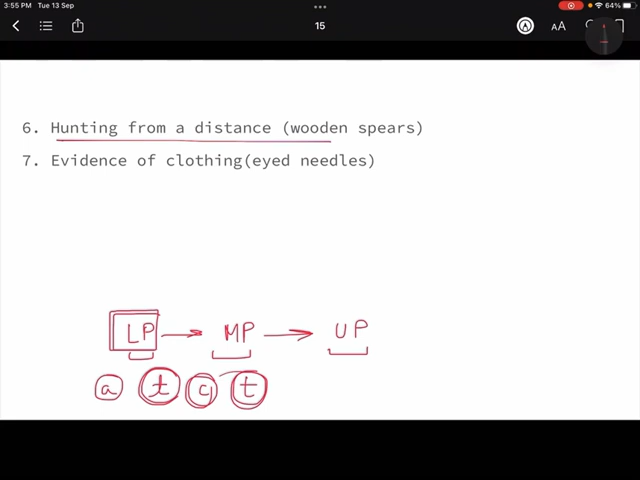 3:55 PM Tue 13 Sep
64%
15
AA
6. Hunting from a distance (wooden spears)
7. Evidence of clothing(eyed needles)
LP → MP → UP
a t c t